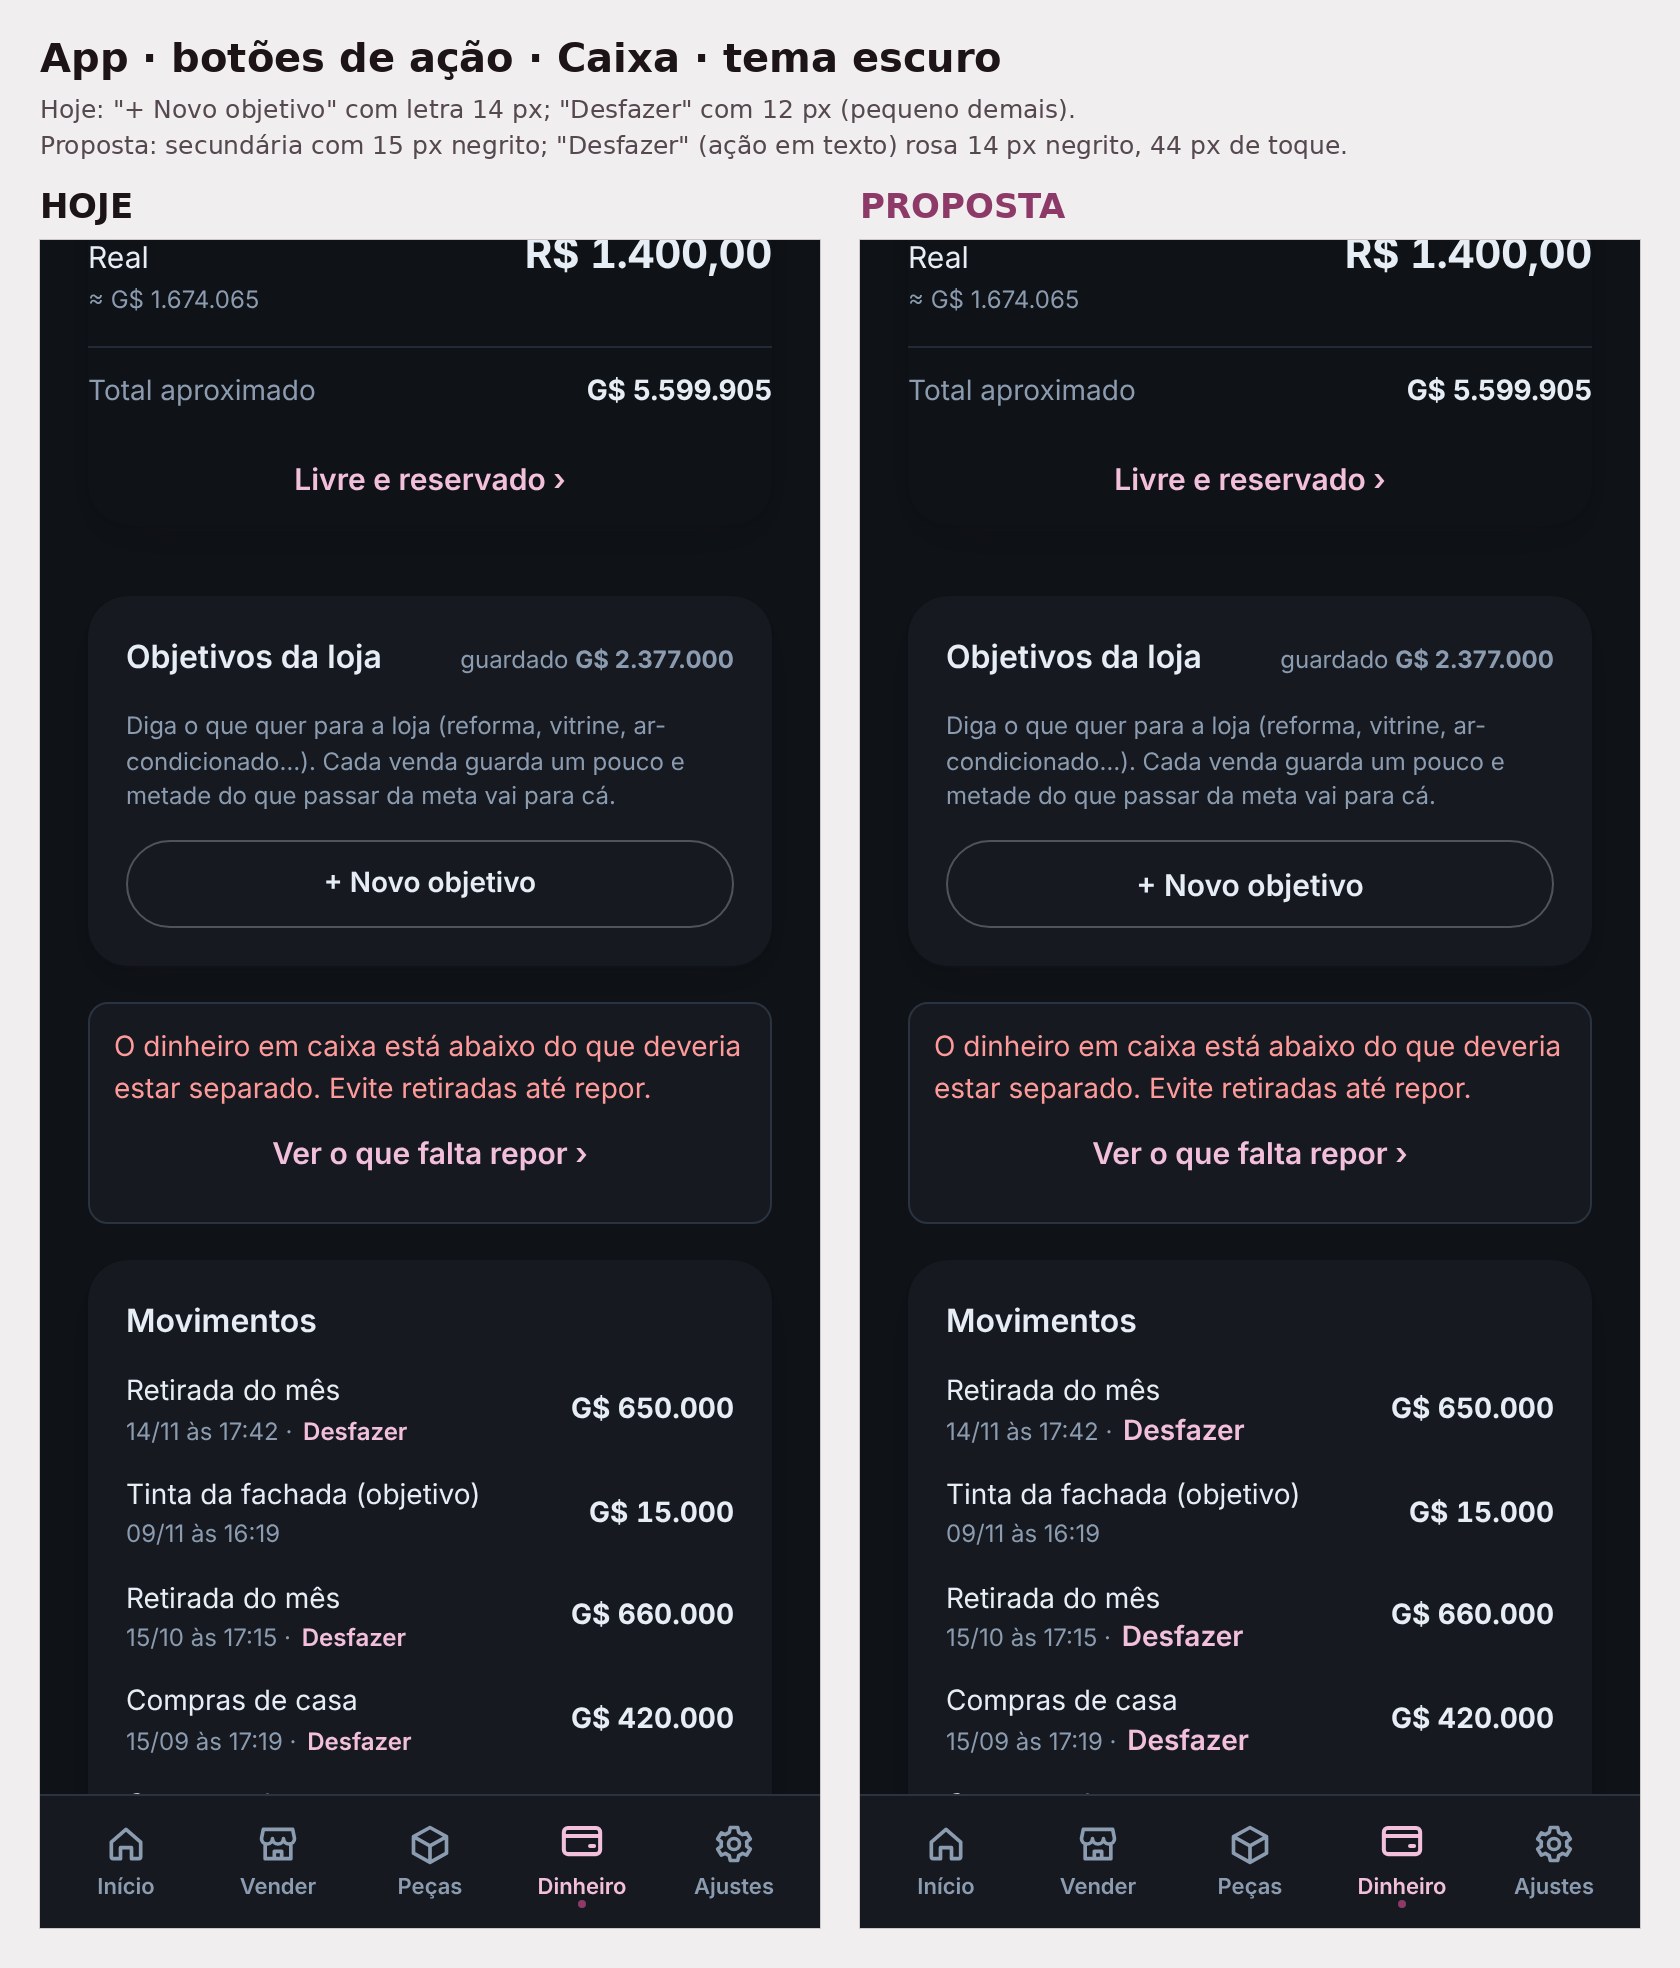 App · botões de ação · Caixa · tema escuro
Hoje: "+ Novo objetivo" com letra 14 px; "Desfazer" com 12 px (pequeno demais).
Proposta: secundária com 15 px negrito; "Desfazer" (ação em texto) rosa 14 px negrito, 44 px de toque.
HOJE
Real R$ 1.400,00
≈ G$ 1.674.065
Total aproximado G$ 5.599.905
Livre e reservado ›
Objetivos da loja guardado G$ 2.377.000
Diga o que quer para a loja (reforma, vitrine, ar-
condicionado...). Cada venda guarda um pouco e
metade do que passar da meta vai para cá.
+ Novo objetivo
O dinheiro em caixa está abaixo do que deveria
estar separado. Evite retiradas até repor.
Ver o que falta repor ›
Movimentos
Retirada do mês G$ 650.000
14/11 às 17:42 · Desfazer
Tinta da fachada (objetivo) G$ 15.000
09/11 às 16:19
Retirada do mês G$ 660.000
15/10 às 17:15 · Desfazer
Compras de casa G$ 420.000
15/09 às 17:19 · Desfazer
Início Vender Peças Dinheiro Ajustes
PROPOSTA
Real R$ 1.400,00
≈ G$ 1.674.065
Total aproximado G$ 5.599.905
Livre e reservado ›
Objetivos da loja guardado G$ 2.377.000
Diga o que quer para a loja (reforma, vitrine, ar-
condicionado...). Cada venda guarda um pouco e
metade do que passar da meta vai para cá.
+ Novo objetivo
O dinheiro em caixa está abaixo do que deveria
estar separado. Evite retiradas até repor.
Ver o que falta repor ›
Movimentos
Retirada do mês G$ 650.000
14/11 às 17:42 · Desfazer
Tinta da fachada (objetivo) G$ 15.000
09/11 às 16:19
Retirada do mês G$ 660.000
15/10 às 17:15 · Desfazer
Compras de casa G$ 420.000
15/09 às 17:19 · Desfazer
Início Vender Peças Dinheiro Ajustes